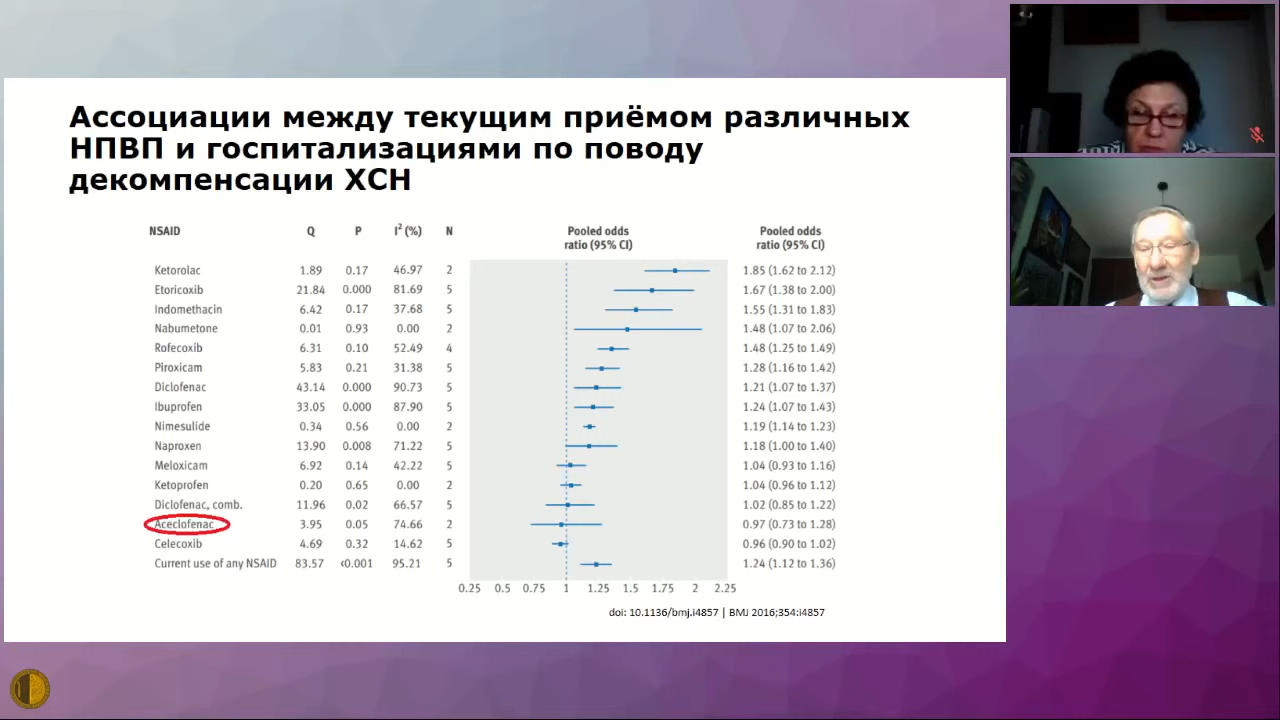 Ассоциации между текущим приёмом различных
НПВП и госпитализациями по поводу
декомпенсации ХСН
NSAID Q P I² (%) N Pooled odds ratio (95% CI) Pooled odds ratio (95% CI)
Ketorolac 1.89 0.17 46.97 2 1.85 (1.62 to 2.12)
Etoricoxib 21.84 0.000 81.69 5 1.67 (1.38 to 2.00)
Indomethacin 6.42 0.17 37.68 5 1.55 (1.31 to 1.83)
Nabumetone 0.01 0.93 0.00 2 1.48 (1.07 to 2.06)
Rofecoxib 6.31 0.10 52.49 4 1.48 (1.25 to 1.49)
Piroxicam 5.83 0.21 31.38 5 1.28 (1.16 to 1.42)
Diclofenac 43.14 0.000 90.73 5 1.21 (1.07 to 1.37)
Ibuprofen 33.05 0.000 87.90 5 1.24 (1.07 to 1.43)
Nimesulide 0.34 0.56 0.00 2 1.19 (1.14 to 1.23)
Naproxen 13.90 0.008 71.22 5 1.18 (1.00 to 1.40)
Meloxicam 6.92 0.14 42.22 5 1.04 (0.93 to 1.16)
Ketoprofen 0.20 0.65 0.00 2 1.04 (0.96 to 1.12)
Diclofenac, comb. 11.96 0.02 66.57 5 1.02 (0.85 to 1.22)
Aceclofenac 3.95 0.05 74.66 2 0.97 (0.73 to 1.28)
Celecoxib 4.69 0.32 14.62 5 0.96 (0.90 to 1.02)
Current use of any NSAID 83.57 <0.001 95.21 5 1.24 (1.12 to 1.36)
0.25 0.5 0.75 1 1.25 1.5 1.75 2 2.25
doi: 10.1136/bmj.i4857 | BMJ 2016;354:i4857